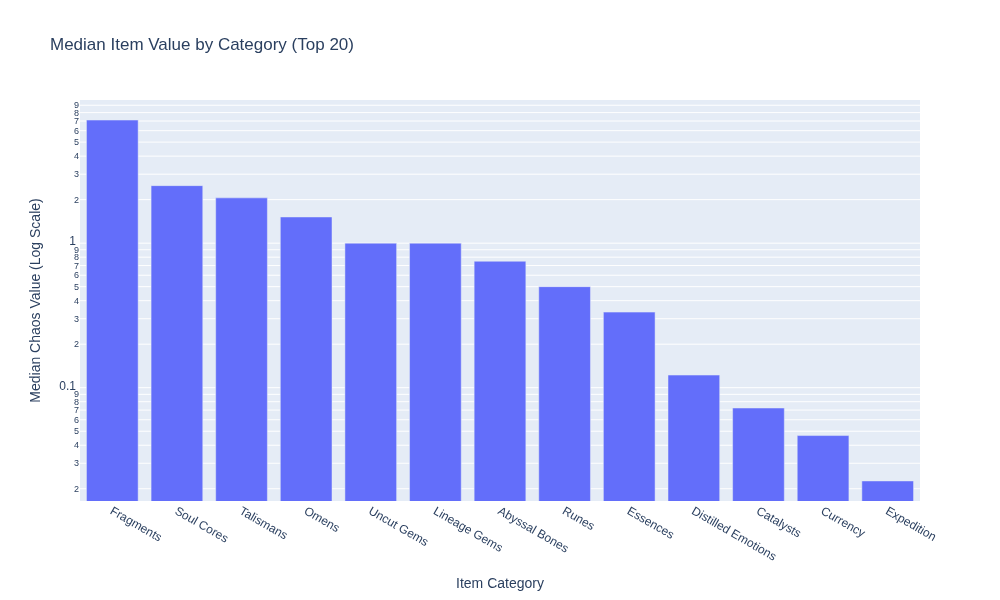 Median Item Value by Category (Top 20)
Median Chaos Value (Log Scale)
9
8
7
6
5
4
3
2
1
9
8
7
6
5
4
3
2
0.1
9
8
7
6
5
4
3
2
Fragments
Soul Cores
Talismans
Omens
Uncut Gems
Lineage Gems
Abyssal Bones
Runes
Essences
Distilled Emotions
Catalysts
Currency
Expedition
Item Category